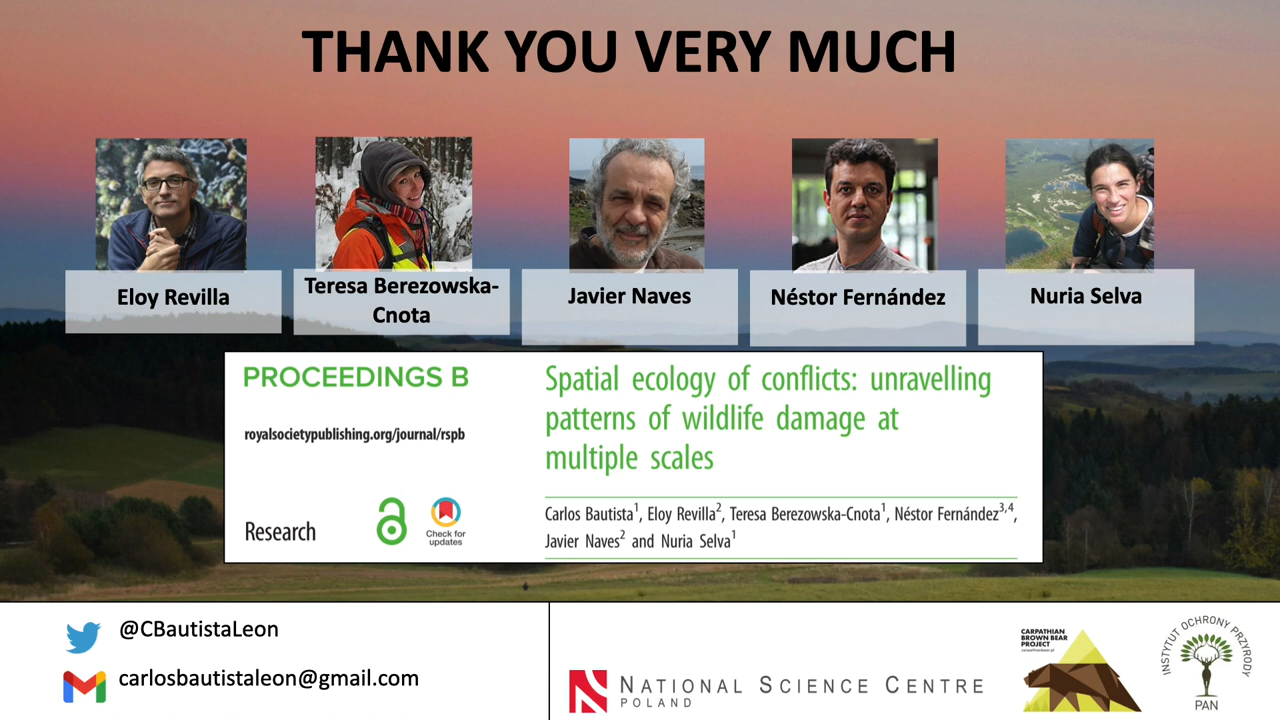 THANK YOU VERY MUCH
Eloy Revilla
Teresa Berezowska-
Cnota
Javier Naves
Néstor Fernández
Nuria Selva
PROCEEDINGS B
royalsocietypublishing.org/journal/rspb
Research
Check for
updates
Spatial ecology of conflicts: unravelling
patterns of wildlife damage at
multiple scales
Carlos Bautista1, Eloy Revilla2, Teresa Berezowska-Cnota1, Néstor Fernández3,4,
Javier Naves2 and Nuria Selva1
@CBautistaLeon
carlosbautistaleon@gmail.com
NATIONAL SCIENCE CENTRE
POLAND
CARPATHIAN
BROWN BEAR
PROJECT
carpathianbear.pl
INSTYTUT OCHRONY PRZYRODY
PAN